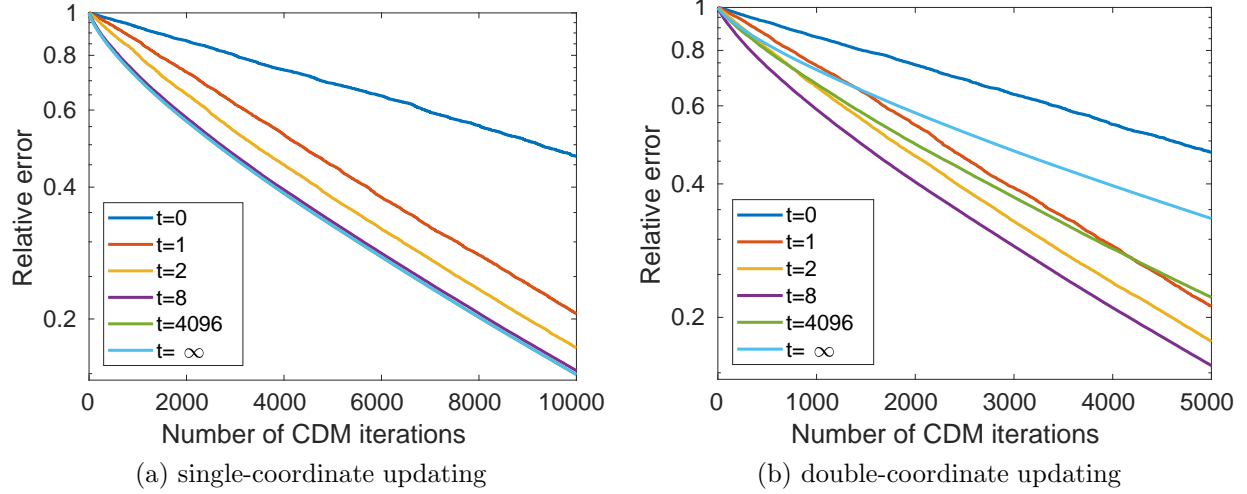 1
0.8
0.6
0.4
0.2
Relative error
t=0
t=1
t=2
t=8
t=4096
t= ∞
0 2000 4000 6000 8000 10000
Number of CDM iterations
(a) single-coordinate updating
1
0.8
0.6
0.4
0.2
Relative error
t=0
t=1
t=2
t=8
t=4096
t= ∞
0 1000 2000 3000 4000 5000
Number of CDM iterations
(b) double-coordinate updating